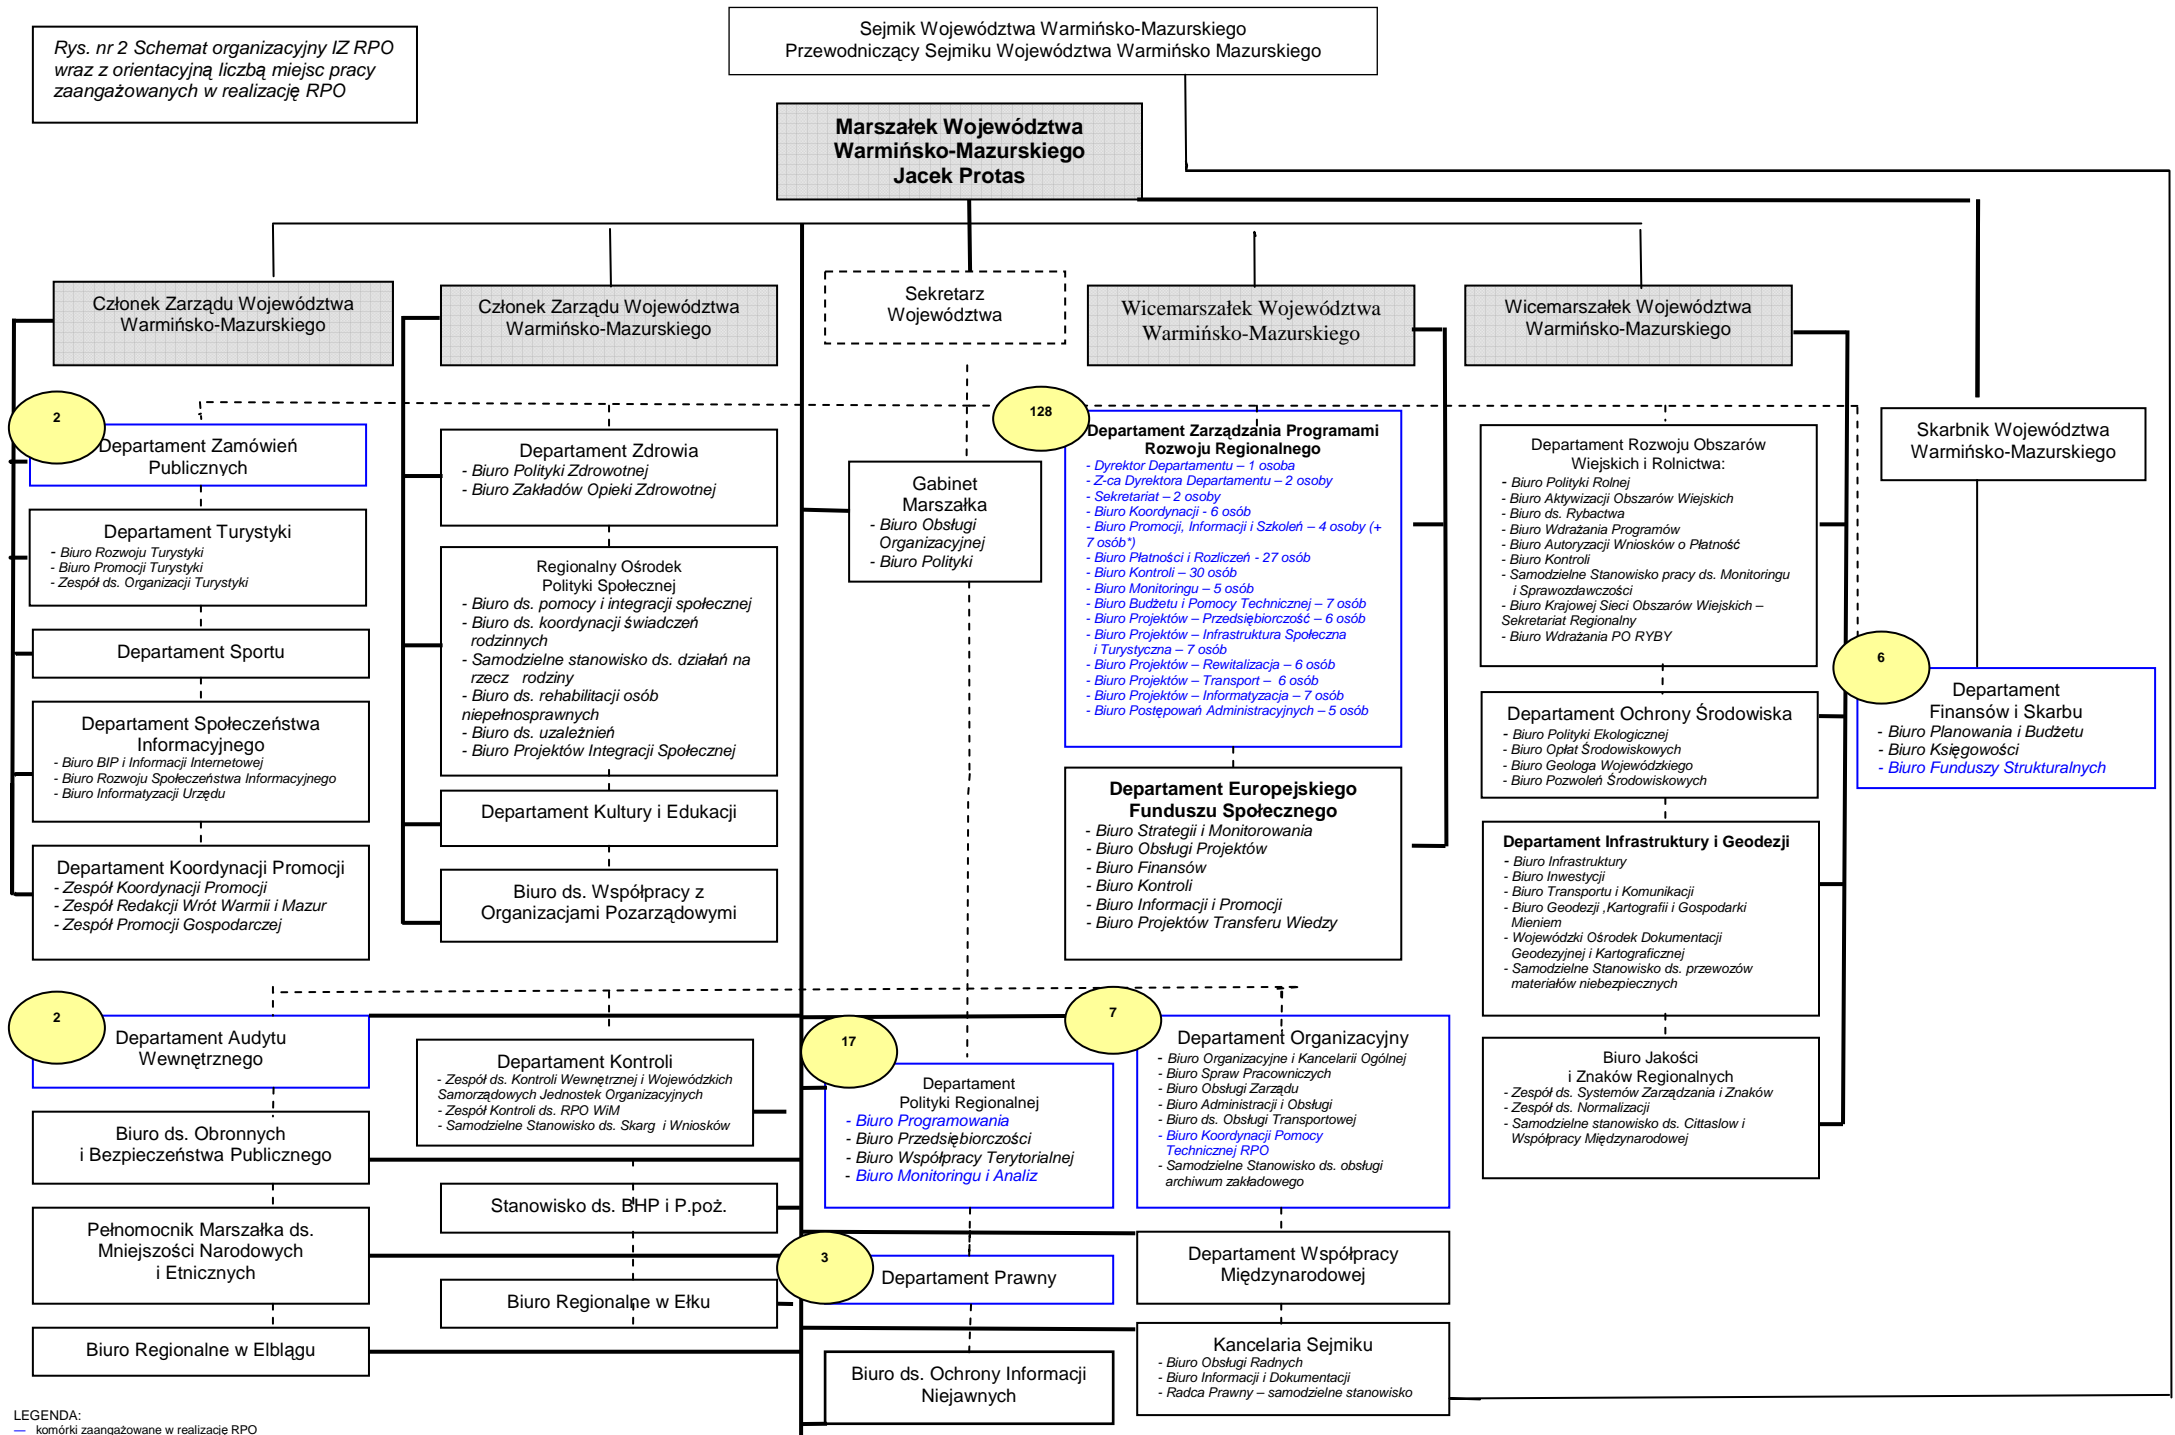 Rys. nr 2 Schemat organizacyjny IZ RPO
wraz z orientacyjną liczbą miejsc pracy
zaangażowanych w realizację RPO
Sejmik Województwa Warmińsko-Mazurskiego
Przewodniczący Sejmiku Województwa Warmińsko Mazurskiego
Marszałek Województwa
Warmińsko-Mazurskiego
Jacek Protas
Członek Zarządu Województwa
Warmińsko-Mazurskiego
Członek Zarządu Województwa
Warmińsko-Mazurskiego
Sekretarz
Województwa
Wicemarszałek Województwa
Warmińsko-Mazurskiego
Wicemarszałek Województwa
Warmińsko-Mazurskiego
Skarbnik Województwa
Warmińsko-Mazurskiego
2
Departament Zamówień
Publicznych
Departament Turystyki
- Biuro Rozwoju Turystyki
- Biuro Promocji Turystyki
- Zespół ds. Organizacji Turystyki
Departament Sportu
Departament Społeczeństwa
Informacyjnego
- Biuro BIP i Informacji Internetowej
- Biuro Rozwoju Społeczeństwa Informacyjnego
- Biuro Informatyzacji Urzędu
Departament Koordynacji Promocji
- Zespół Koordynacji Promocji
- Zespół Redakcji Wrót Warmii i Mazur
- Zespół Promocji Gospodarczej
Departament Zdrowia
- Biuro Polityki Zdrowotnej
- Biuro Zakładów Opieki Zdrowotnej
Regionalny Ośrodek
Polityki Społecznej
- Biuro ds. pomocy i integracji społecznej
- Biuro ds. koordynacji świadczeń
rodzinnych
- Samodzielne stanowisko ds. działań na
rzecz rodziny
- Biuro ds. rehabilitacji osób
niepełnosprawnych
- Biuro ds. uzależnień
- Biuro Projektów Integracji Społecznej
Departament Kultury i Edukacji
Biuro ds. Współpracy z
Organizacjami Pozarządowymi
Gabinet
Marszałka
- Biuro Obsługi
Organizacyjnej
- Biuro Polityki
128
Departament Zarządzania Programami
Rozwoju Regionalnego
- Dyrektor Departamentu – 1 osoba
- Z-ca Dyrektora Departamentu – 2 osoby
- Sekretariat – 2 osoby
- Biuro Koordynacji - 6 osób
- Biuro Promocji, Informacji i Szkoleń – 4 osoby (+
7 osób*)
- Biuro Płatności i Rozliczeń - 27 osób
- Biuro Kontroli – 30 osób
- Biuro Monitoringu – 5 osób
- Biuro Budżetu i Pomocy Technicznej – 7 osób
- Biuro Projektów – Przedsiębiorczość – 6 osób
- Biuro Projektów – Infrastruktura Społeczna
i Turystyczna – 7 osób
- Biuro Projektów – Rewitalizacja – 6 osób
- Biuro Projektów – Transport – 6 osób
- Biuro Projektów – Informatyzacja – 7 osób
- Biuro Postępowań Administracyjnych – 5 osób
Departament Europejskiego
Funduszu Społecznego
- Biuro Strategii i Monitorowania
- Biuro Obsługi Projektów
- Biuro Finansów
- Biuro Kontroli
- Biuro Informacji i Promocji
- Biuro Projektów Transferu Wiedzy
Departament Rozwoju Obszarów
Wiejskich i Rolnictwa:
- Biuro Polityki Rolnej
- Biuro Aktywizacji Obszarów Wiejskich
- Biuro ds. Rybactwa
- Biuro Wdrażania Programów
- Biuro Autoryzacji Wniosków o Płatność
- Biuro Kontroli
- Samodzielne Stanowisko pracy ds. Monitoringu
i Sprawozdawczości
- Biuro Krajowej Sieci Obszarów Wiejskich –
Sekretariat Regionalny
- Biuro Wdrażania PO RYBY
Departament Ochrony Środowiska
- Biuro Polityki Ekologicznej
- Biuro Opłat Środowiskowych
- Biuro Geologa Wojewódzkiego
- Biuro Pozwoleń Środowiskowych
Departament Infrastruktury i Geodezji
- Biuro Infrastruktury
- Biuro Inwestycji
- Biuro Transportu i Komunikacji
- Biuro Geodezji ,Kartografii i Gospodarki
Mieniem
- Wojewódzki Ośrodek Dokumentacji
Geodezyjnej i Kartograficznej
- Samodzielne Stanowisko ds. przewozów
materiałów niebezpiecznych
Biuro Jakości
i Znaków Regionalnych
- Zespół ds. Systemów Zarządzania i Znaków
- Zespół ds. Normalizacji
- Samodzielne stanowisko ds. Cittaslow i
Współpracy Międzynarodowej
6
Departament
Finansów i Skarbu
- Biuro Planowania i Budżetu
- Biuro Księgowości
- Biuro Funduszy Strukturalnych
2
Departament Audytu
Wewnętrznego
Biuro ds. Obronnych
i Bezpieczeństwa Publicznego
Pełnomocnik Marszałka ds.
Mniejszości Narodowych
i Etnicznych
Biuro Regionalne w Elblągu
Departament Kontroli
- Zespół ds. Kontroli Wewnętrznej i Wojewódzkich
Samorządowych Jednostek Organizacyjnych
- Zespół Kontroli ds. RPO WiM
- Samodzielne Stanowisko ds. Skarg i Wniosków
Stanowisko ds. BHP i P.poż.
Biuro Regionalne w Ełku
17
Departament
Polityki Regionalnej
- Biuro Programowania
- Biuro Przedsiębiorczości
- Biuro Współpracy Terytorialnej
- Biuro Monitoringu i Analiz
3
Departament Prawny
Biuro ds. Ochrony Informacji
Niejawnych
7
Departament Organizacyjny
- Biuro Organizacyjne i Kancelarii Ogólnej
- Biuro Spraw Pracowniczych
- Biuro Obsługi Zarządu
- Biuro Administracji i Obsługi
- Biuro ds. Obsługi Transportowej
- Biuro Koordynacji Pomocy
Technicznej RPO
- Samodzielne Stanowisko ds. obsługi
archiwum zakładowego
Departament Współpracy
Międzynarodowej
Kancelaria Sejmiku
- Biuro Obsługi Radnych
- Biuro Informacji i Dokumentacji
- Radca Prawny – samodzielne stanowisko
LEGENDA:
— komórki zaangażowane w realizację RPO